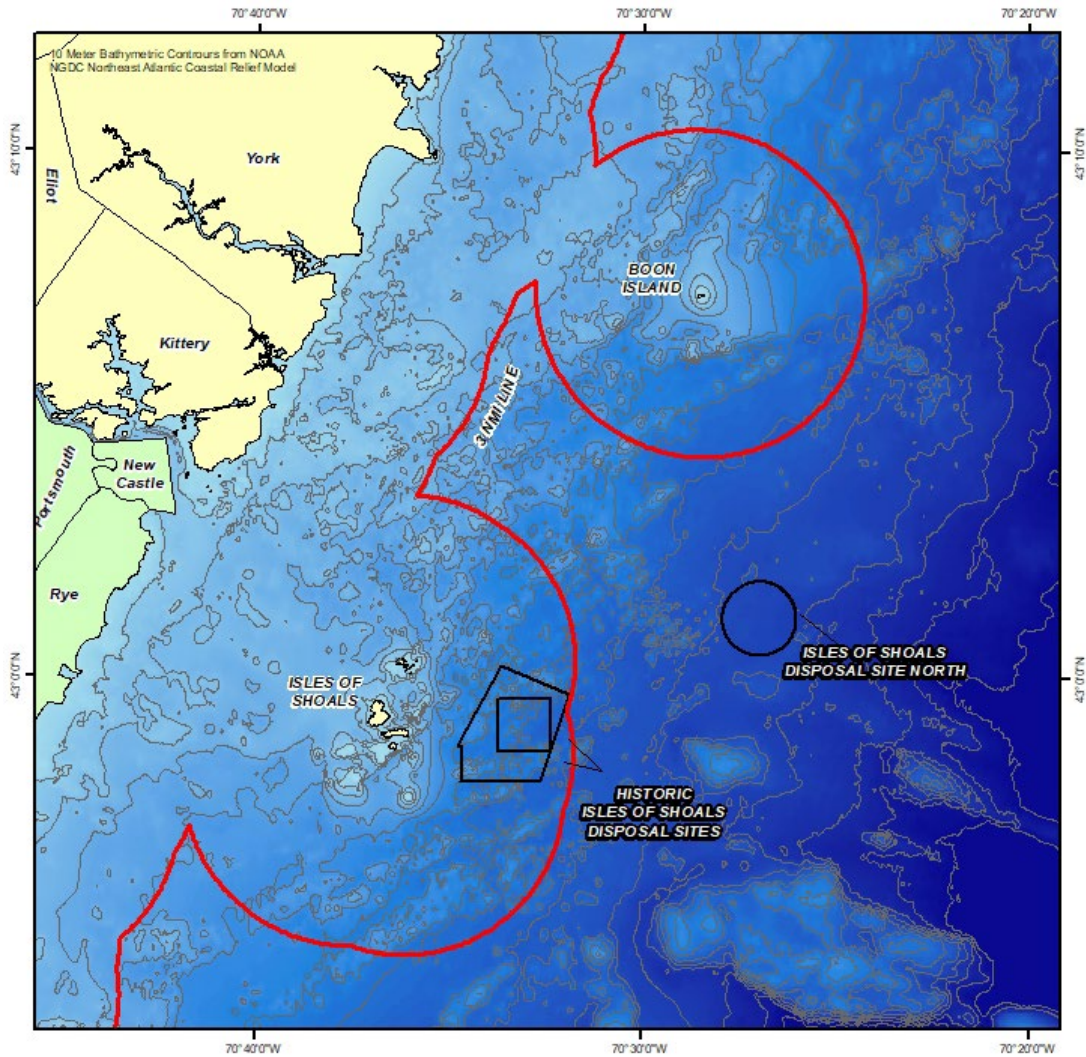 70°40'0"W
70°30'0"W
70°20'0"W
10 Meter Bathymetric Contours from NOAA
NGDC Northeast Atlantic Coastal Relief Model
43°10'0"N
43°10'0"N
York
Eliot
BOON
ISLAND
Kittery
3 NMI LINE
New
Castle
Portsmouth
Rye
ISLES OF SHOALS
DISPOSAL SITE NORTH
43°0'0"N
43°0'0"N
ISLES OF
SHOALS
HISTORIC
ISLES OF SHOALS
DISPOSAL SITES
70°40'0"W
70°30'0"W
70°20'0"W